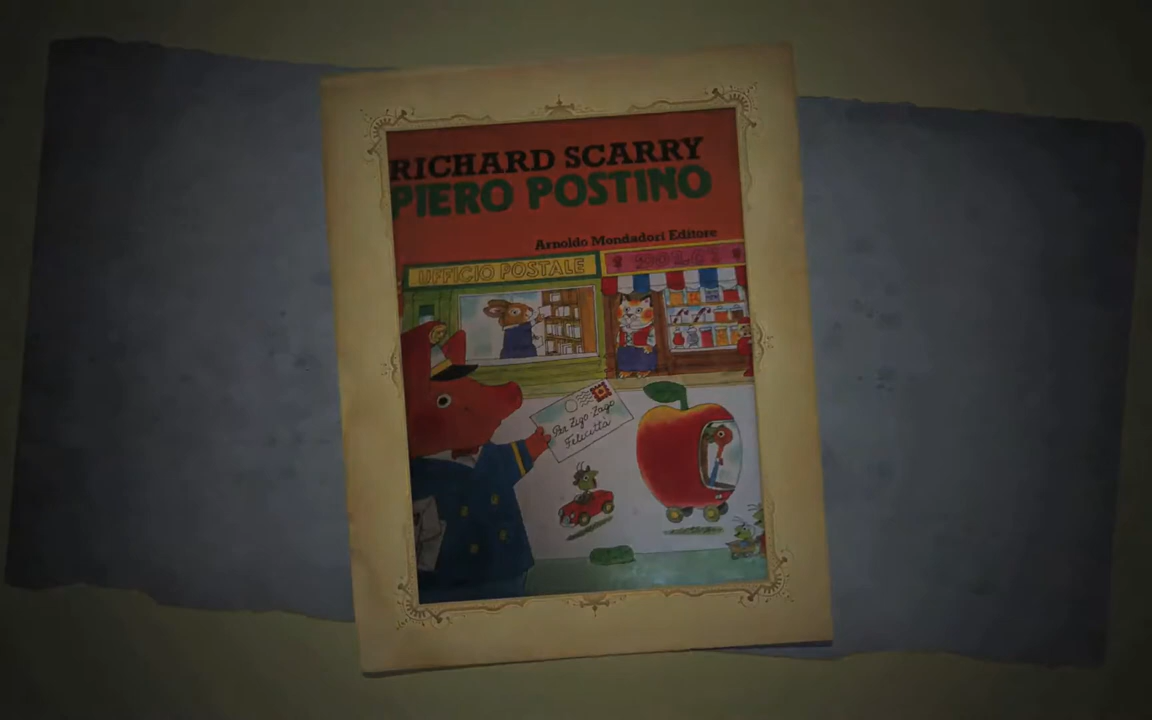 RICHARD SCARRY
PIERO POSTINO
Arnoldo Mondadori Editore
UFFICIO POSTALE
Per Zigo Zago
Felicittà